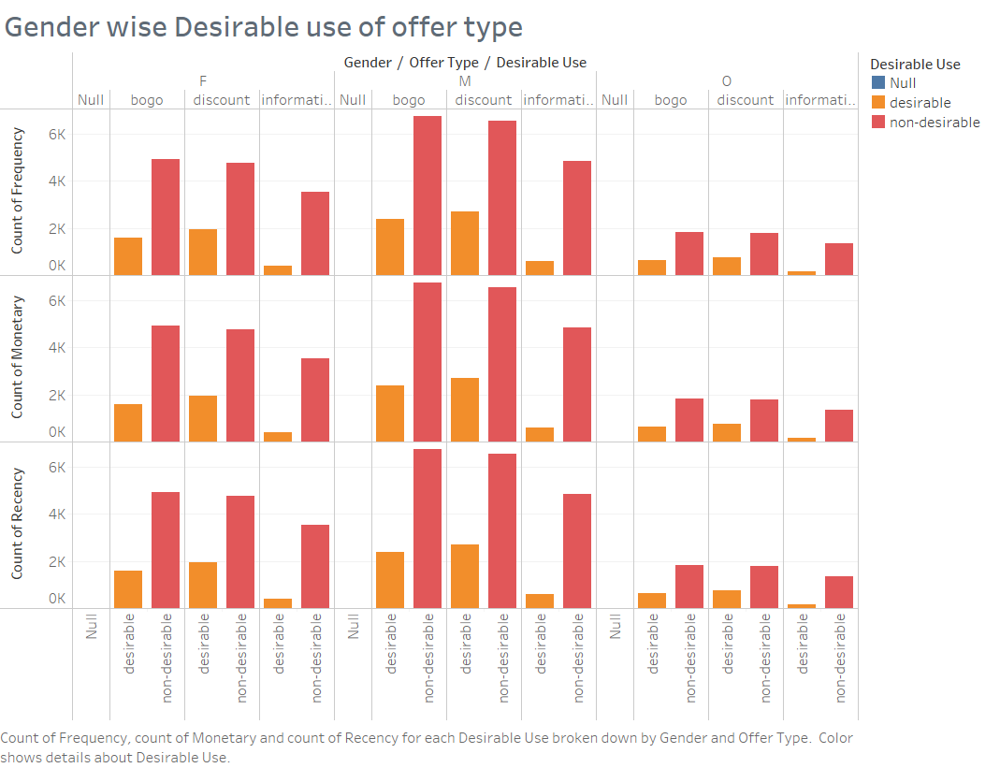 Gender wise Desirable use of offer type
Gender / Offer Type / Desirable Use
F M O
Null bogo discount informati.. Null bogo discount informati.. Null bogo discount informati..
Desirable Use
Null
desirable
non-desirable
Count of Frequency
6K
4K
2K
0K
Count of Monetary
6K
4K
2K
0K
Count of Recency
6K
4K
2K
0K
Null desirable non-desirable desirable non-desirable desirable non-desirable Null desirable non-desirable desirable non-desirable desirable non-desirable Null desirable non-desirable desirable non-desirable desirable non-desirable
Count of Frequency, count of Monetary and count of Recency for each Desirable Use broken down by Gender and Offer Type. Color
shows details about Desirable Use.